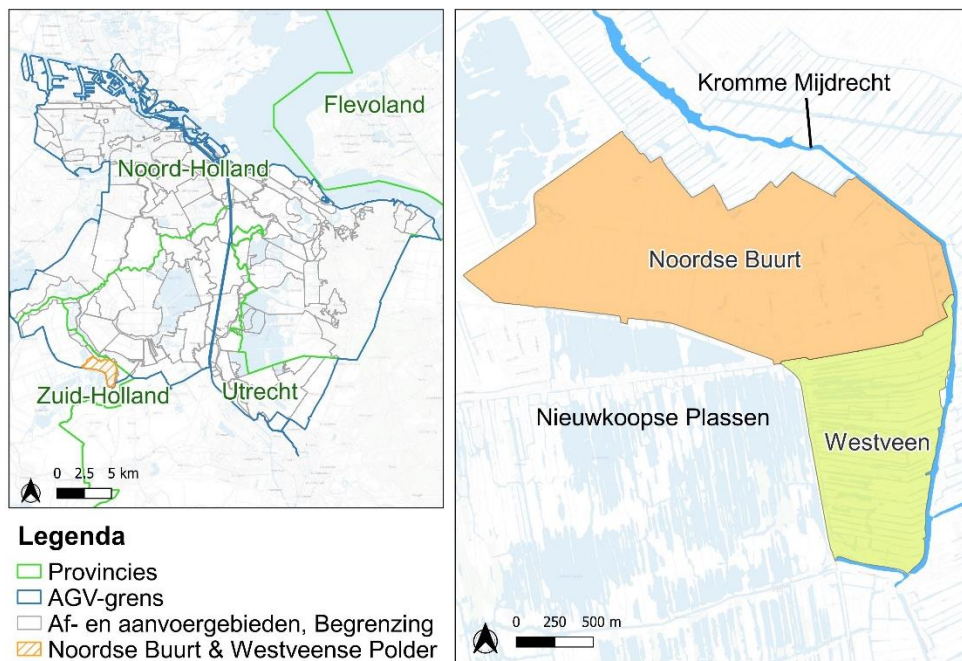 Flevoland
Noord-Holland
Zuid-Holland
Utrecht
0 2,5 5 km
Legenda
Provincies
AGV-grens
Af- en aanvoergebieden, Begrenzing
Noordse Buurt & Westveense Polder
Kromme Mijdrecht
Noordse Buurt
Nieuwkoopse Plassen
Westveen
0 250 500 m